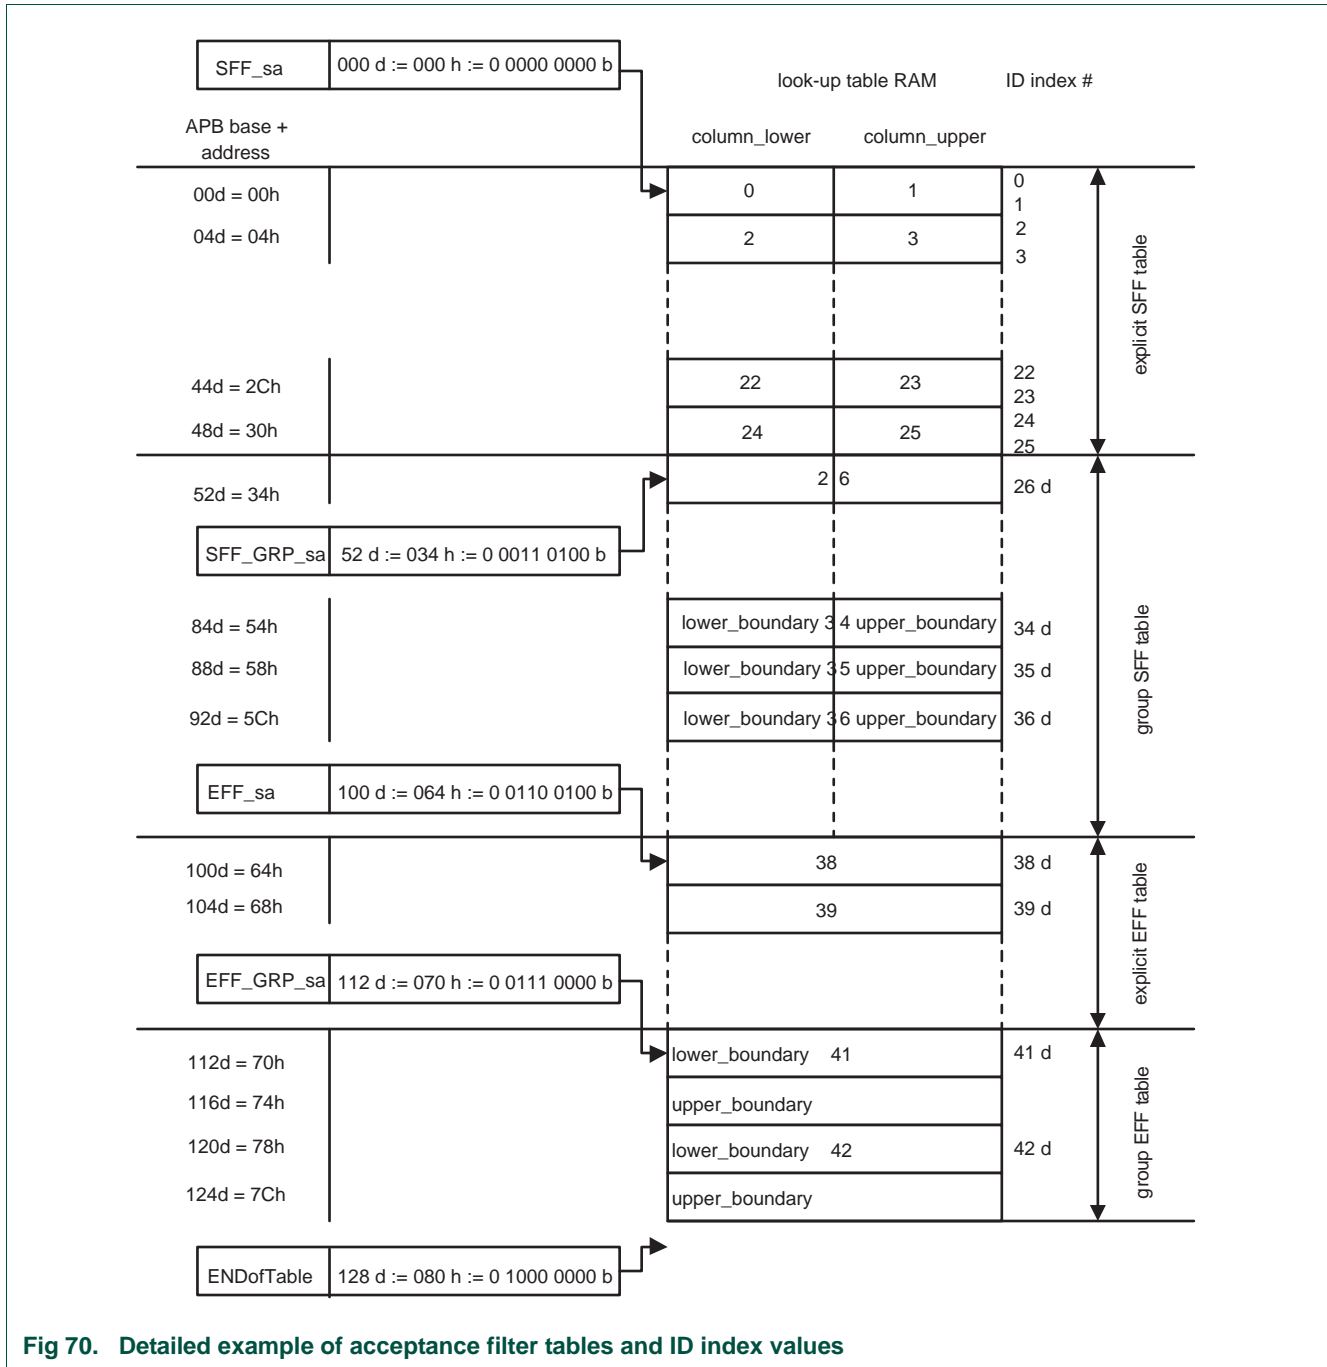 SFF_sa 000 d := 000 h := 0 0000 0000 b
look-up table RAM ID index #
APB base +
address
column_lower column_upper
00d = 00h 0 1 0
1
04d = 04h 2 3 2
3
explicit SFF table
44d = 2Ch 22 23 22
23
48d = 30h 24 25 24
25
52d = 34h 2 6 26 d
SFF_GRP_sa 52 d := 034 h := 0 0011 0100 b
84d = 54h lower_boundary 3 4 upper_boundary 34 d
88d = 58h lower_boundary 3 5 upper_boundary 35 d
92d = 5Ch lower_boundary 3 6 upper_boundary 36 d
group SFF table
EFF_sa 100 d := 064 h := 0 0110 0100 b
100d = 64h 38 38 d
104d = 68h 39 39 d
explicit EFF table
EFF_GRP_sa 112 d := 070 h := 0 0111 0000 b
112d = 70h lower_boundary 41 41 d
116d = 74h upper_boundary
120d = 78h lower_boundary 42 42 d
124d = 7Ch upper_boundary
group EFF table
ENDofTable 128 d := 080 h := 0 1000 0000 b
Fig 70. Detailed example of acceptance filter tables and ID index values